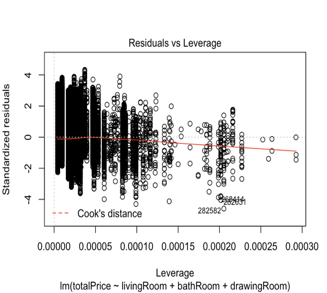 Residuals vs Leverage
Standardized residuals
4
2
0
-2
-4
282582
282631
Cook's distance
0.00000 0.00005 0.00010 0.00015 0.00020 0.00025 0.00030
Leverage
lm(totalPrice ~ livingRoom + bathRoom + drawingRoom)